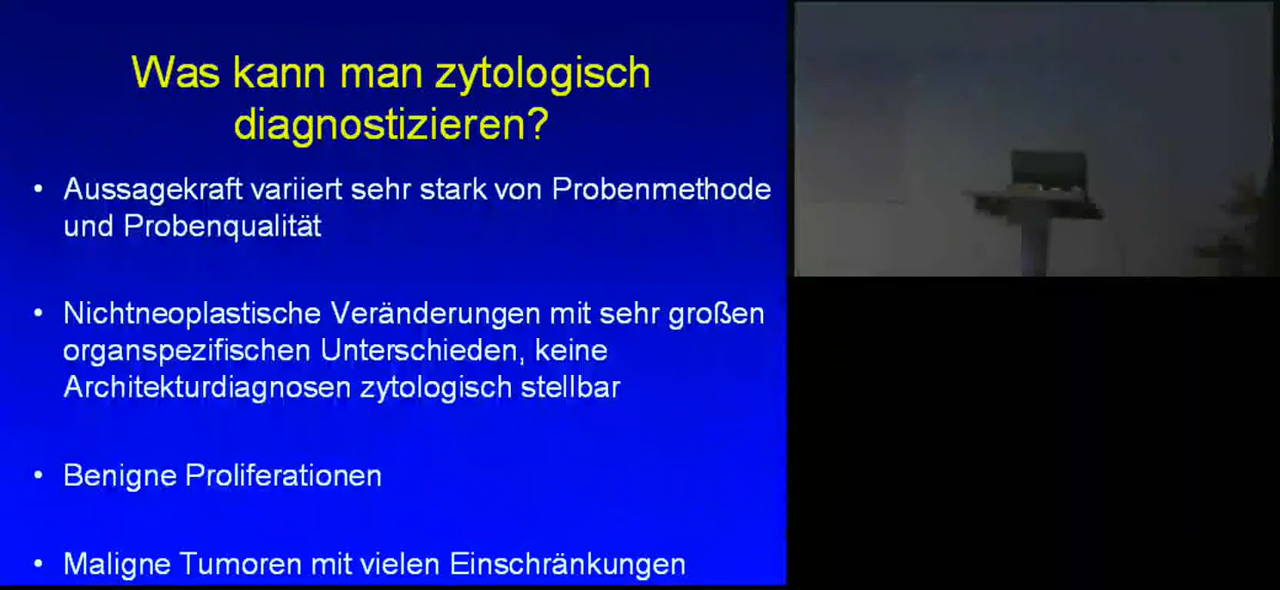 Was kann man zytologisch
diagnostizieren?
• Aussagekraft variiert sehr stark von Probenmethode
und Probenqualität
• Nichtneoplastische Veränderungen mit sehr großen
organspezifischen Unterschieden, keine
Architekturdiagnosen zytologisch stellbar
• Benigne Proliferationen
• Maligne Tumoren mit vielen Einschränkungen